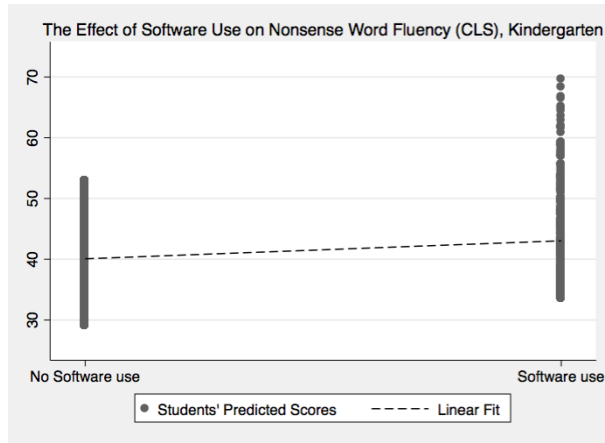 The Effect of Software Use on Nonsense Word Fluency (CLS), Kindergarten
70
60
50
40
30
No Software use Software use
Students' Predicted Scores Linear Fit